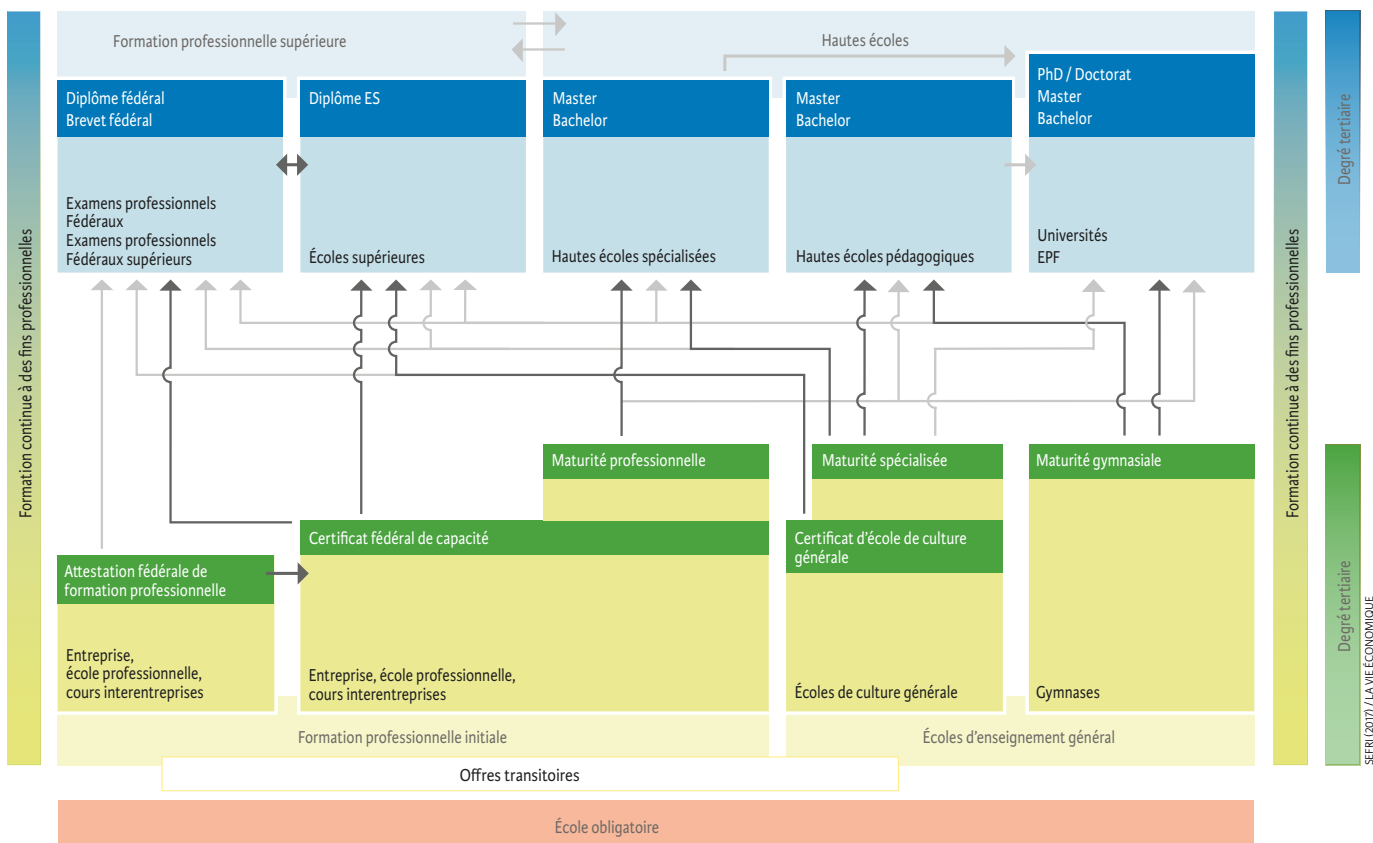 Formation professionnelle supérieure
Hautes écoles
Diplôme fédéral
Brevet fédéral
Diplôme ES
Master
Bachelor
Master
Bachelor
PhD / Doctorat
Master
Bachelor
Examens professionnels
Fédéraux
Examens professionnels
Fédéraux supérieurs
Écoles supérieures
Hautes écoles spécialisées
Hautes écoles pédagogiques
Universités
EPF
Formation continue à des fins professionnelles
Formation continue à des fins professionnelles
Degré tertiaire
Maturité professionnelle
Maturité spécialisée
Maturité gymnasiale
Certificat fédéral de capacité
Certificat d'école de culture
générale
Attestation fédérale de
formation professionnelle
Entreprise,
école professionnelle,
cours interentreprises
Entreprise, école professionnelle,
cours interentreprises
Écoles de culture générale
Gymnases
Degré tertiaire
SEFRI (2017) / LA VIE ÉCONOMIQUE
Formation professionnelle initiale
Écoles d'enseignement général
Offres transitoires
École obligatoire